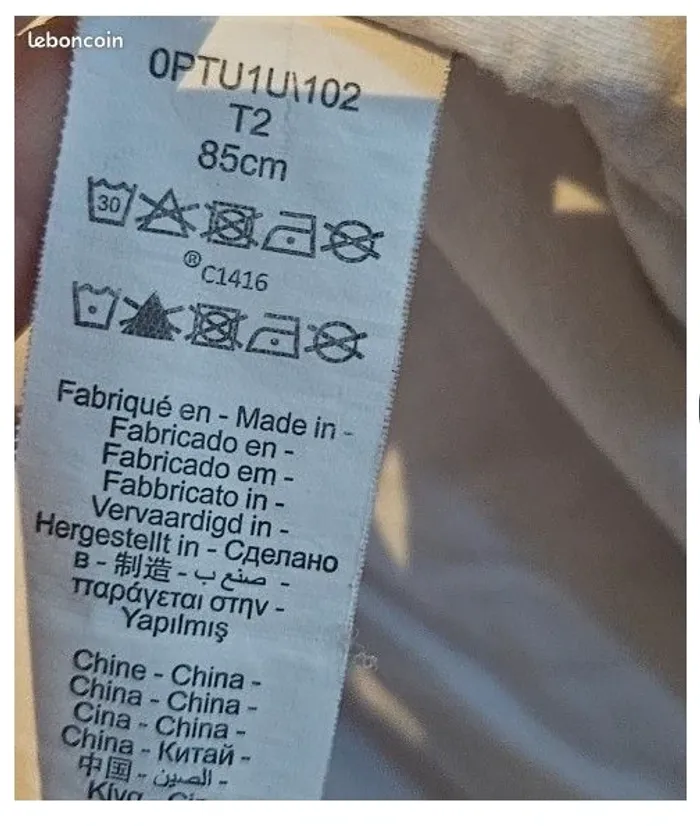 leboncoin
0PTU1U\102
T2
85cm
30
®C1416
Fabriqué en - Made in -
Fabricado en -
Fabricado em -
Fabbricato in -
Vervaardigd in -
Hergestellt in - Сделано
в - 制造 - صنع ب -
παράγεται στην -
Yapılmış
Chine - China -
China - China -
Cina - China -
China - Китай -
中国 - الصين -